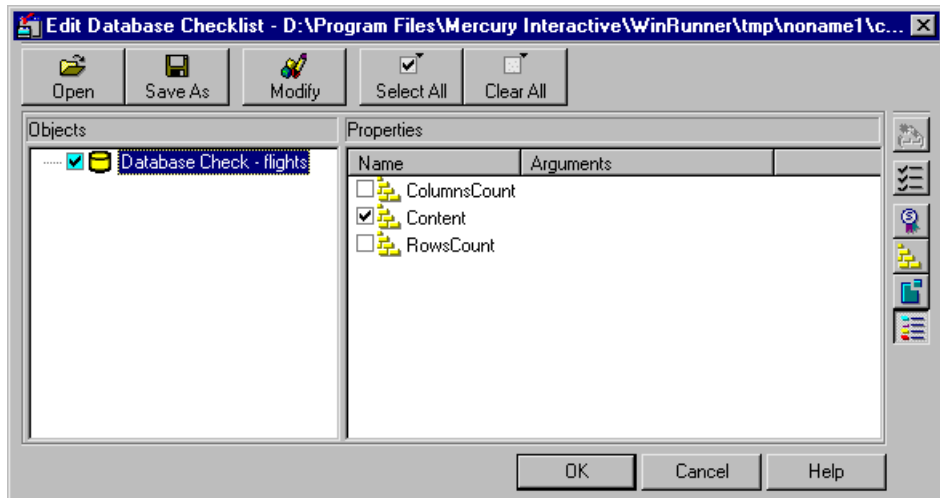 Edit Database Checklist - D:\Program Files\Mercury Interactive\WinRunner\tmp\noname1\c...
Open Save As Modify Select All Clear All
Objects Properties
Database Check - flights
Name Arguments
ColumnsCount
Content
RowsCount
OK Cancel Help